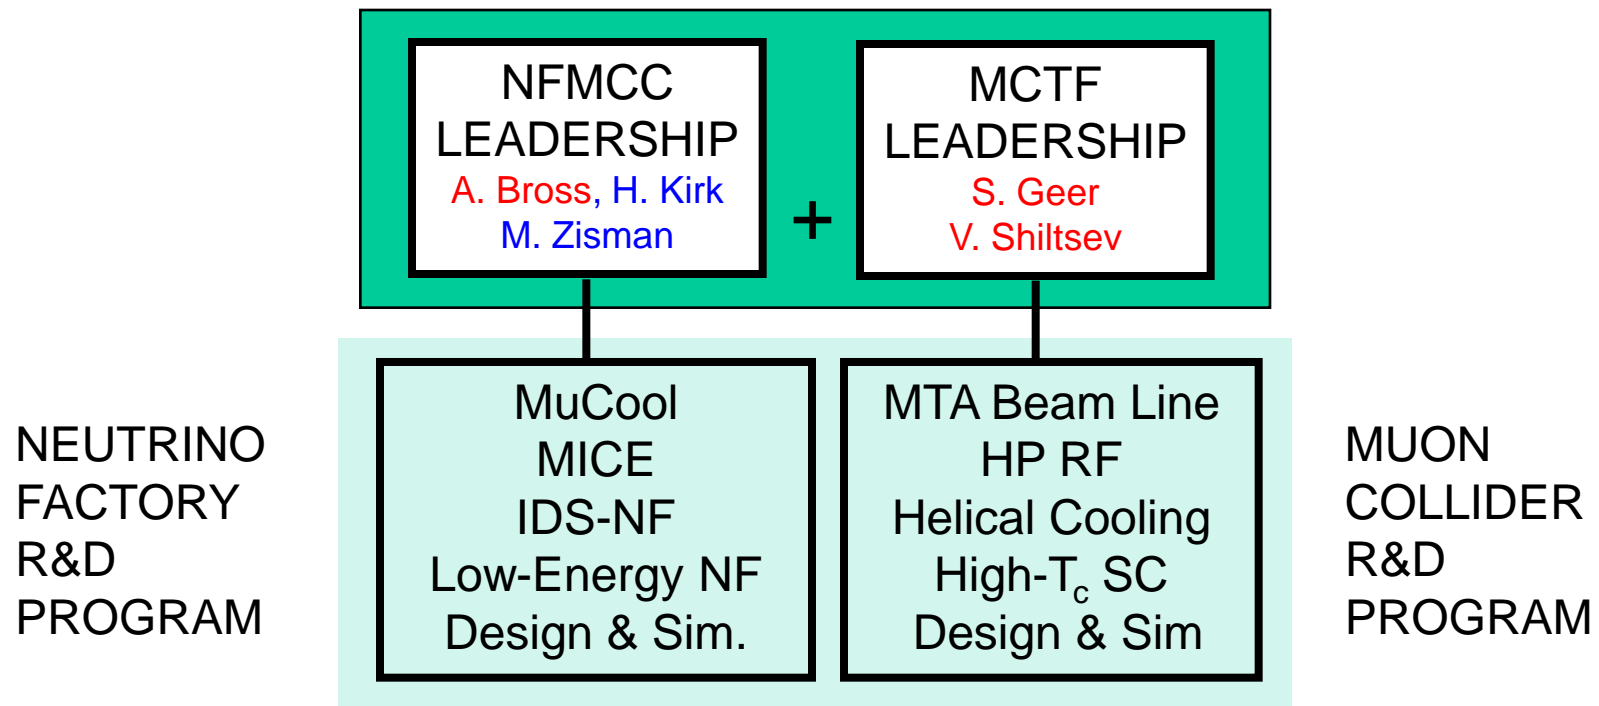 NFMCC
LEADERSHIP
A. Bross, H. Kirk
M. Zisman
+
MCTF
LEADERSHIP
S. Geer
V. Shiltsev
NEUTRINO
FACTORY
R&D
PROGRAM
MuCool
MICE
IDS-NF
Low-Energy NF
Design & Sim.
MTA Beam Line
HP RF
Helical Cooling
High-Tc SC
Design & Sim
MUON
COLLIDER
R&D
PROGRAM